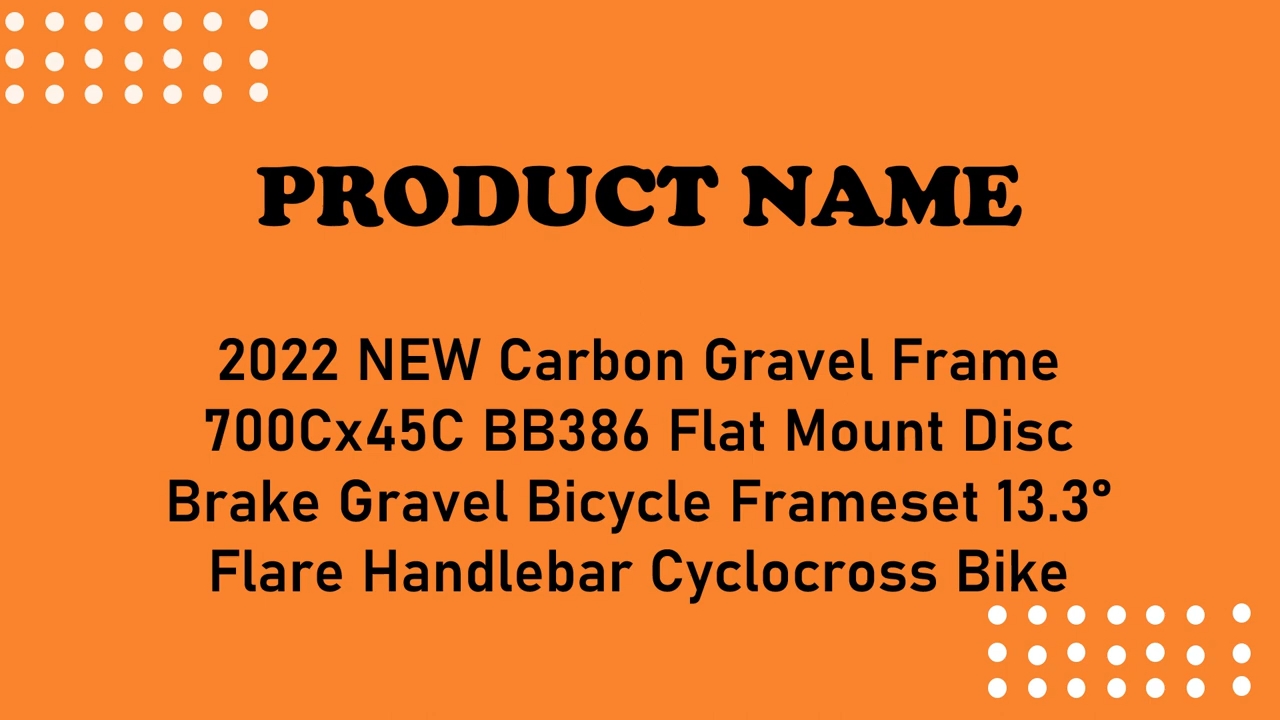 PRODUCT NAME
2022 NEW Carbon Gravel Frame
700Cx45C BB386 Flat Mount Disc
Brake Gravel Bicycle Frameset 13.3°
Flare Handlebar Cyclocross Bike